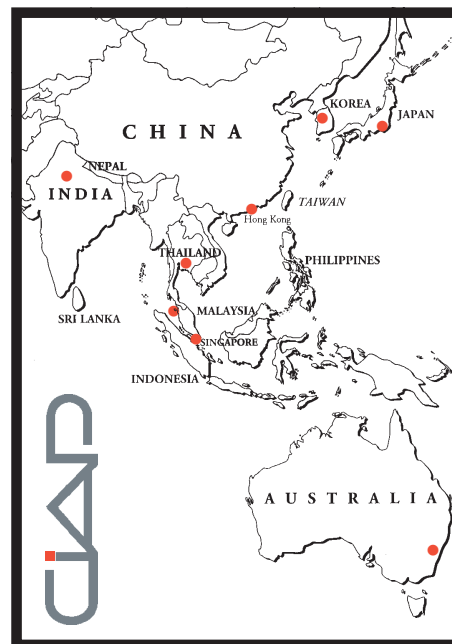 KOREA
JAPAN
CHINA
NEPAL
INDIA
TAIWAN
Hong Kong
THAILAND
PHILIPPINES
SRI LANKA
MALAYSIA
SINGAPORE
INDONESIA
AUSTRALIA
CiAP